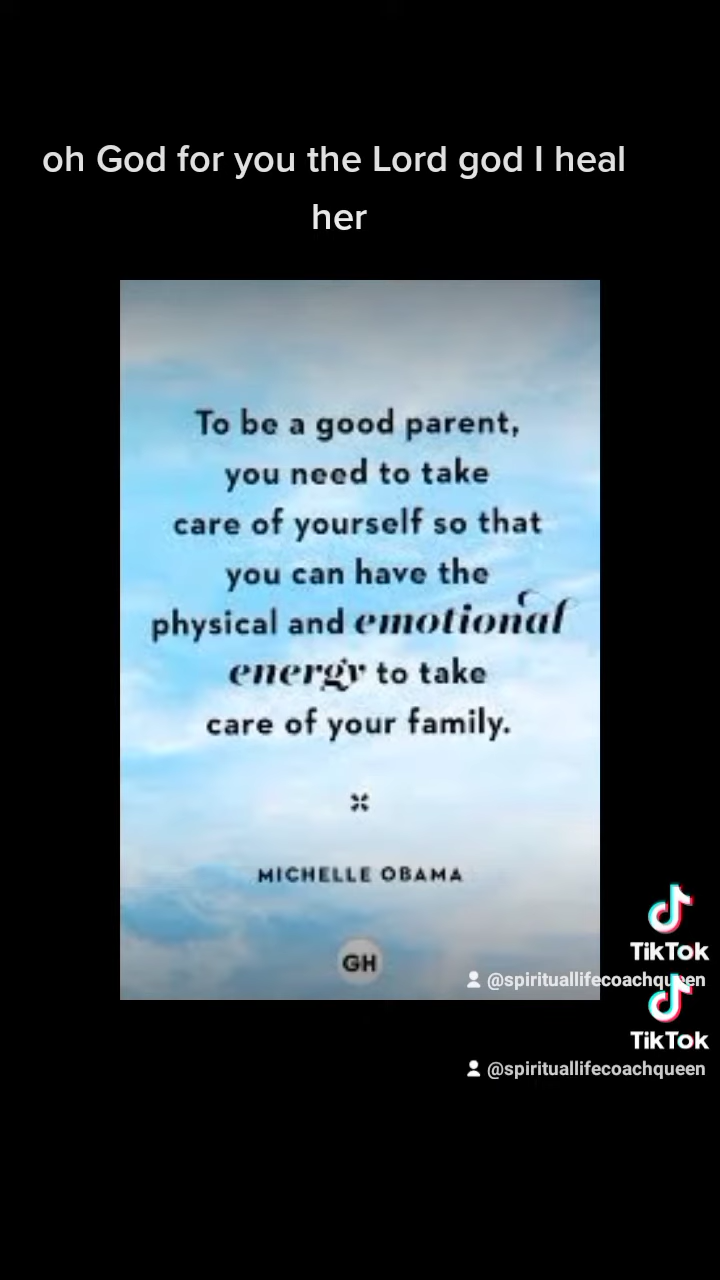 oh God for you the Lord god I heal
her
To be a good parent,
you need to take
care of yourself so that
you can have the
physical and emotional
energy to take
care of your family.
MICHELLE OBAMA
GH
TikTok
@spirituallifecoachqueen
TikTok
@spirituallifecoachqueen